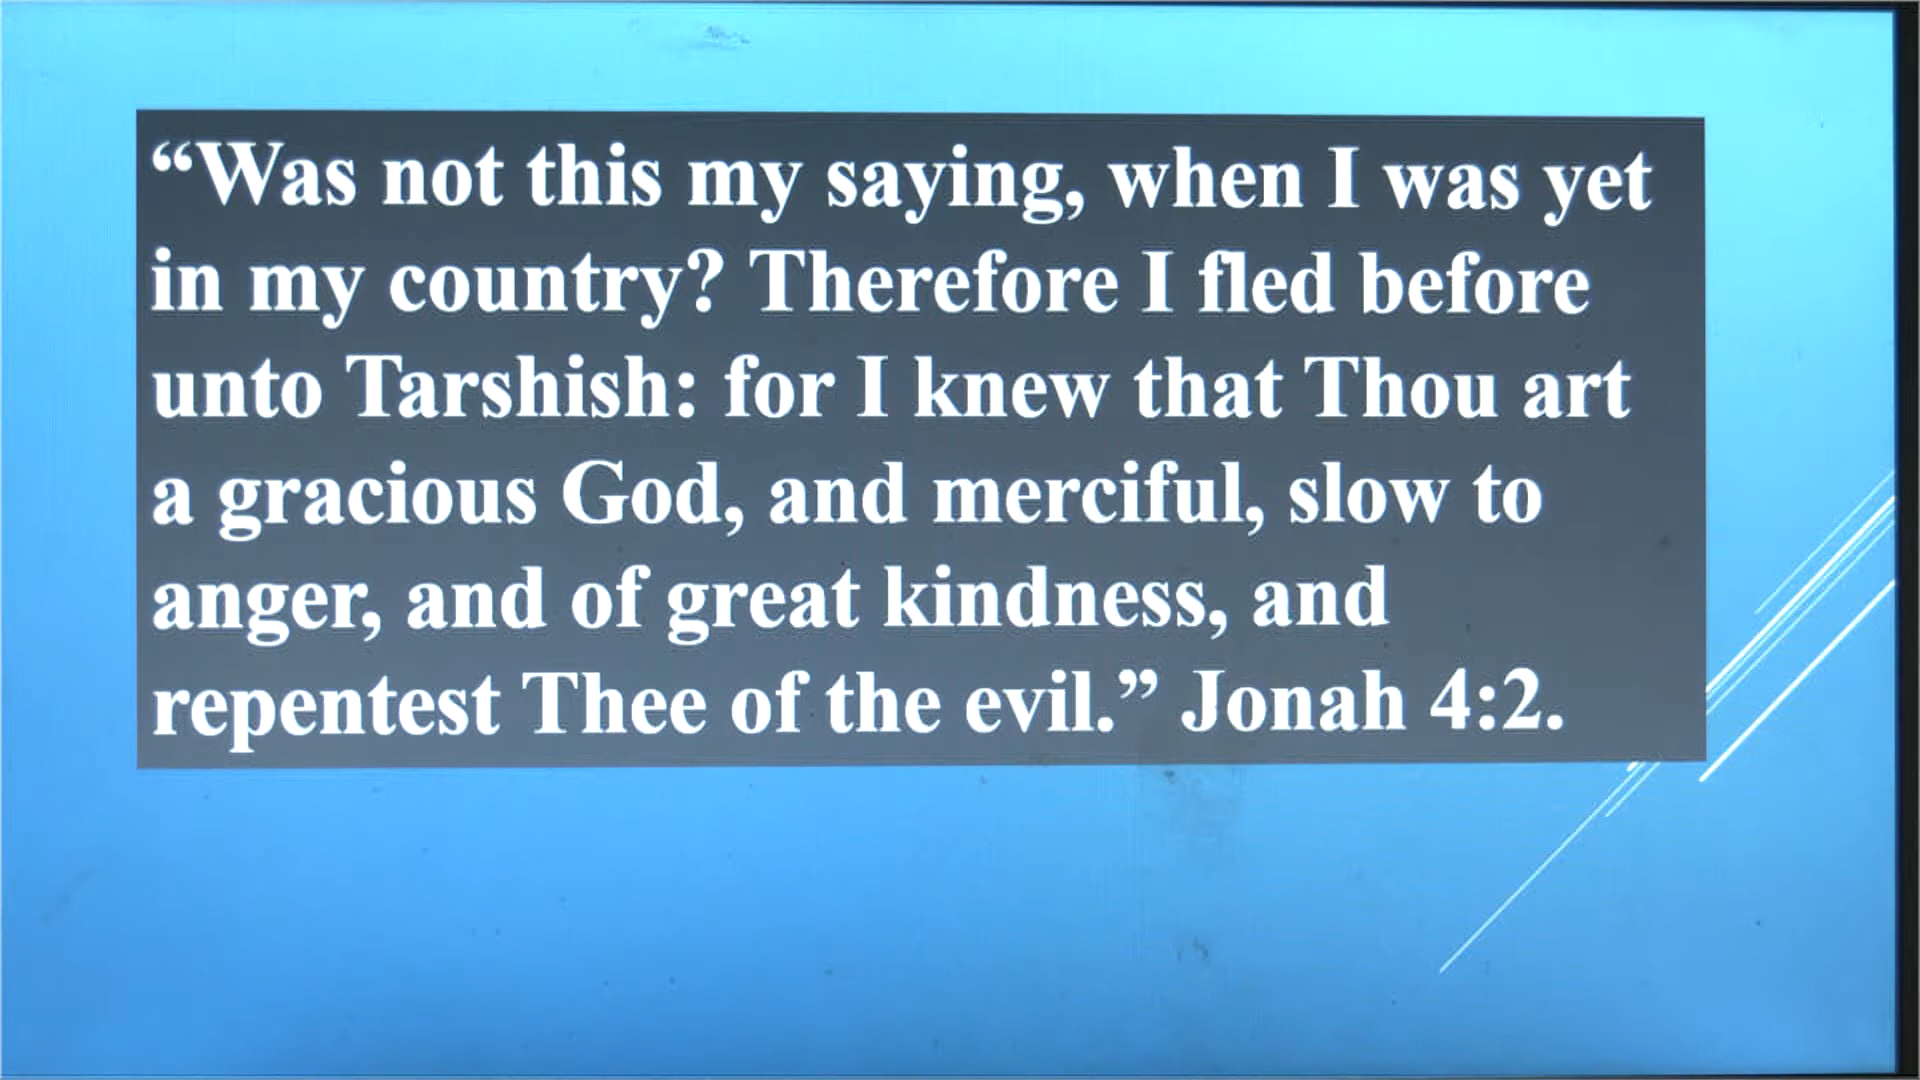 “Was not this my saying, when I was yet
in my country? Therefore I fled before
unto Tarshish: for I knew that Thou art
a gracious God, and merciful, slow to
anger, and of great kindness, and
repentest Thee of the evil.” Jonah 4:2.